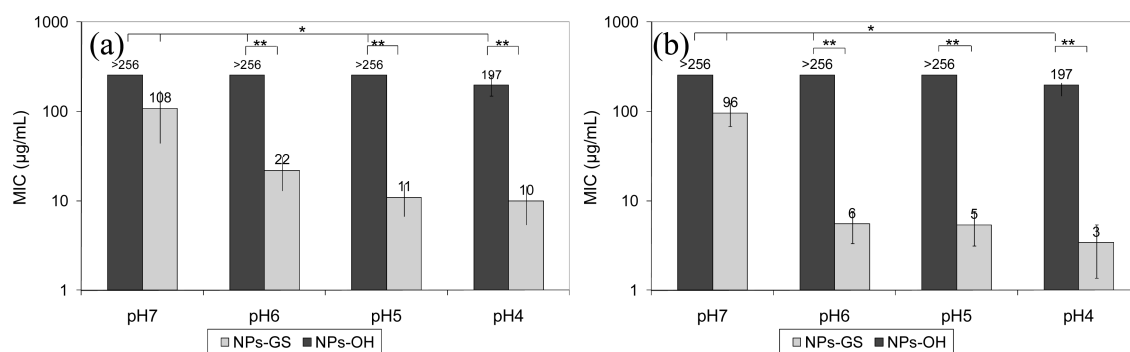 (a)
MIC (µg/mL)
1000
100
10
1
*
** ** **
>256 >256 >256 197
108 22 11 10
pH7 pH6 pH5 pH4
NPs-GS NPs-OH
(b)
MIC (µg/mL)
1000
100
10
1
*
** ** **
>256 >256 >256 197
96 6 5 3
pH7 pH6 pH5 pH4
NPs-GS NPs-OH